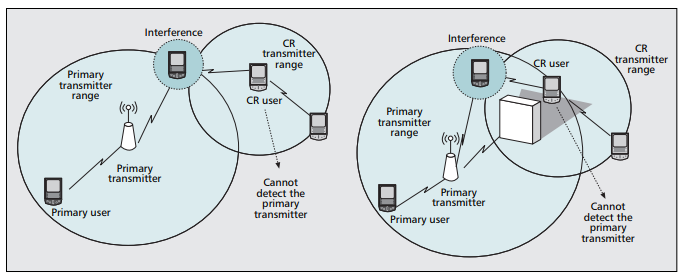 Interference
CR
transmitter
range
Primary
transmitter
range
CR user
Primary
transmitter
Primary user
Cannot
detect the
primary
transmitter
Interference
CR user
CR
transmitter
range
Primary
transmitter
range
Primary
transmitter
Primary user
Cannot
detect the
primary
transmitter